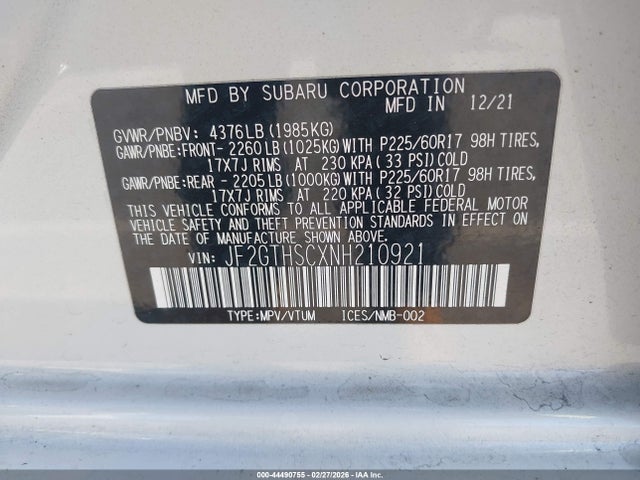 MFD BY SUBARU CORPORATION
MFD IN 12/21
GVWR/PNBV: 4376LB(1985KG)
GAWR/PNBE:FRONT- 2260LB(1025KG)WITH P225/60R17 98H TIRES,
17X7J RIMS AT 230 KPA(33 PSI)COLD
GAWR/PNBE:REAR - 2205LB(1000KG)WITH P225/60R17 98H TIRES,
17X7J RIMS AT 220 KPA(32 PSI)COLD
THIS VEHICLE CONFORMS TO ALL APPLICABLE FEDERAL MOTOR
VEHICLE SAFETY AND THEFT PREVENTION STANDARDS IN EFFECT
ON THE DATE OF MANUFACTURE SHOWN ABOVE.
VIN: JF2GTHSCXNH210921
TYPE:MPV/VTUM ICES/NMB-002
000-44490755 - 02/27/2026 - IAA Inc.